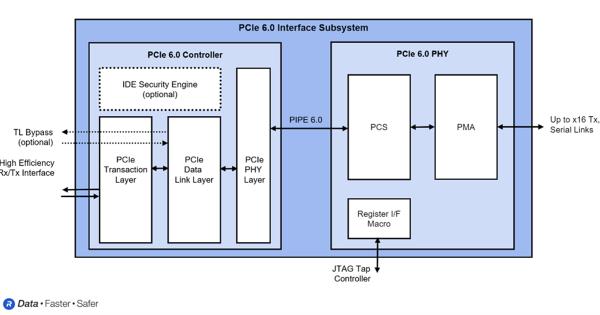 PCIe 6.0 Interface Subsystem
PCIe 6.0 Controller
PCIe 6.0 PHY
IDE Security Engine
(optional)
TL Bypass
(optional)
High Efficiency
Rx/Tx Interface
PCIe
Transaction
Layer
PCIe
Data
Link Layer
PCIe
PHY
Layer
PIPE 6.0
PCS
PMA
Up to x16 Tx,
Serial Links
Register I/F
Macro
JTAG Tap
Controller
R Data • Faster • Safer